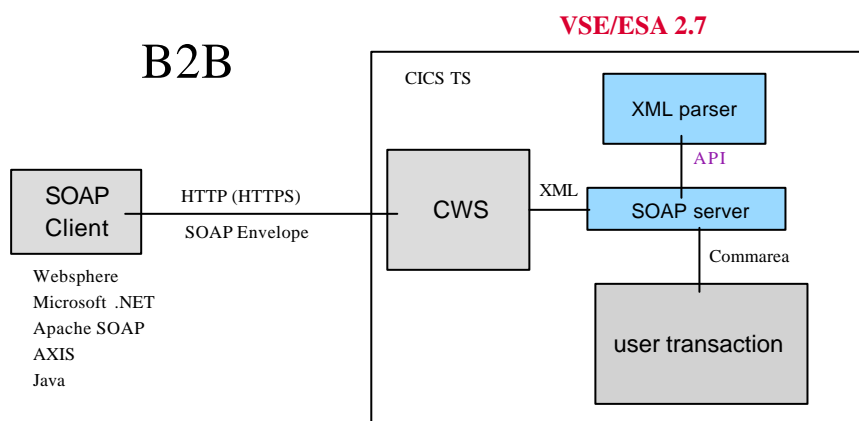 VSE/ESA 2.7
B2B
CICS TS
XML parser
API
SOAP
Client
HTTP (HTTPS)
SOAP Envelope
CWS
XML
SOAP server
Commarea
Websphere
Microsoft .NET
Apache SOAP
AXIS
Java
user transaction